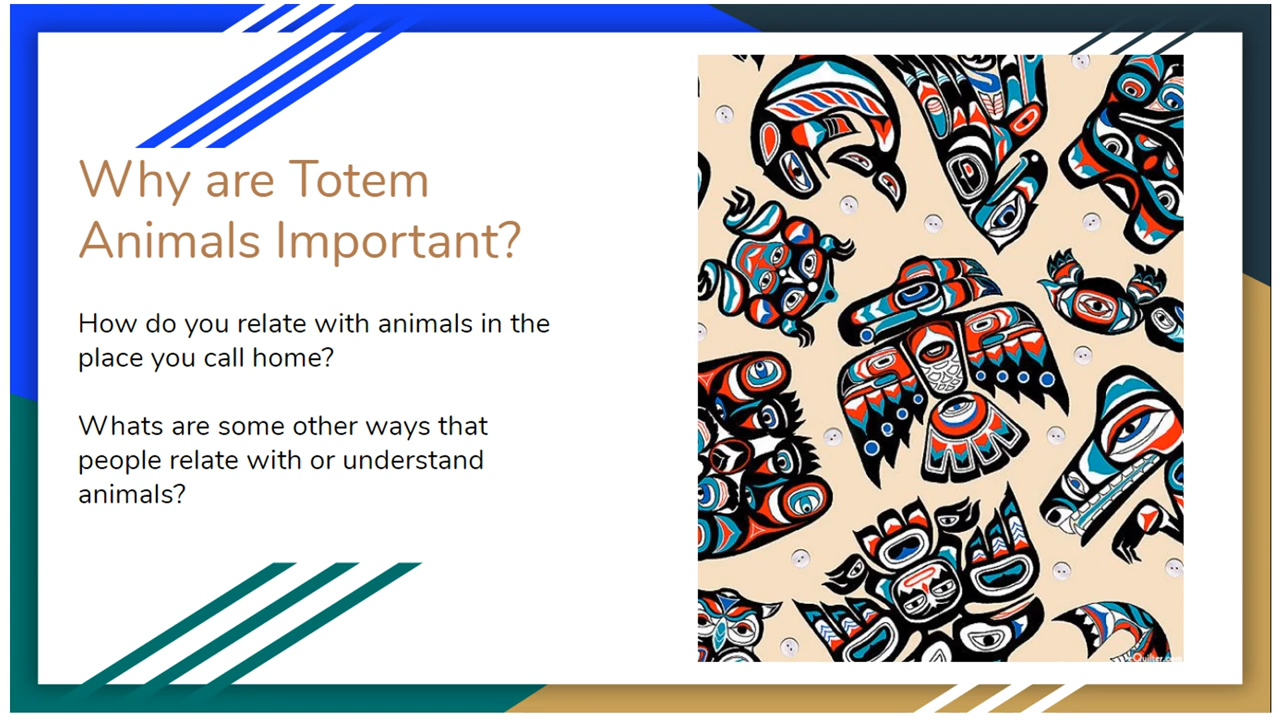 Why are Totem
Animals Important?
How do you relate with animals in the
place you call home?
Whats are some other ways that
people relate with or understand
animals?